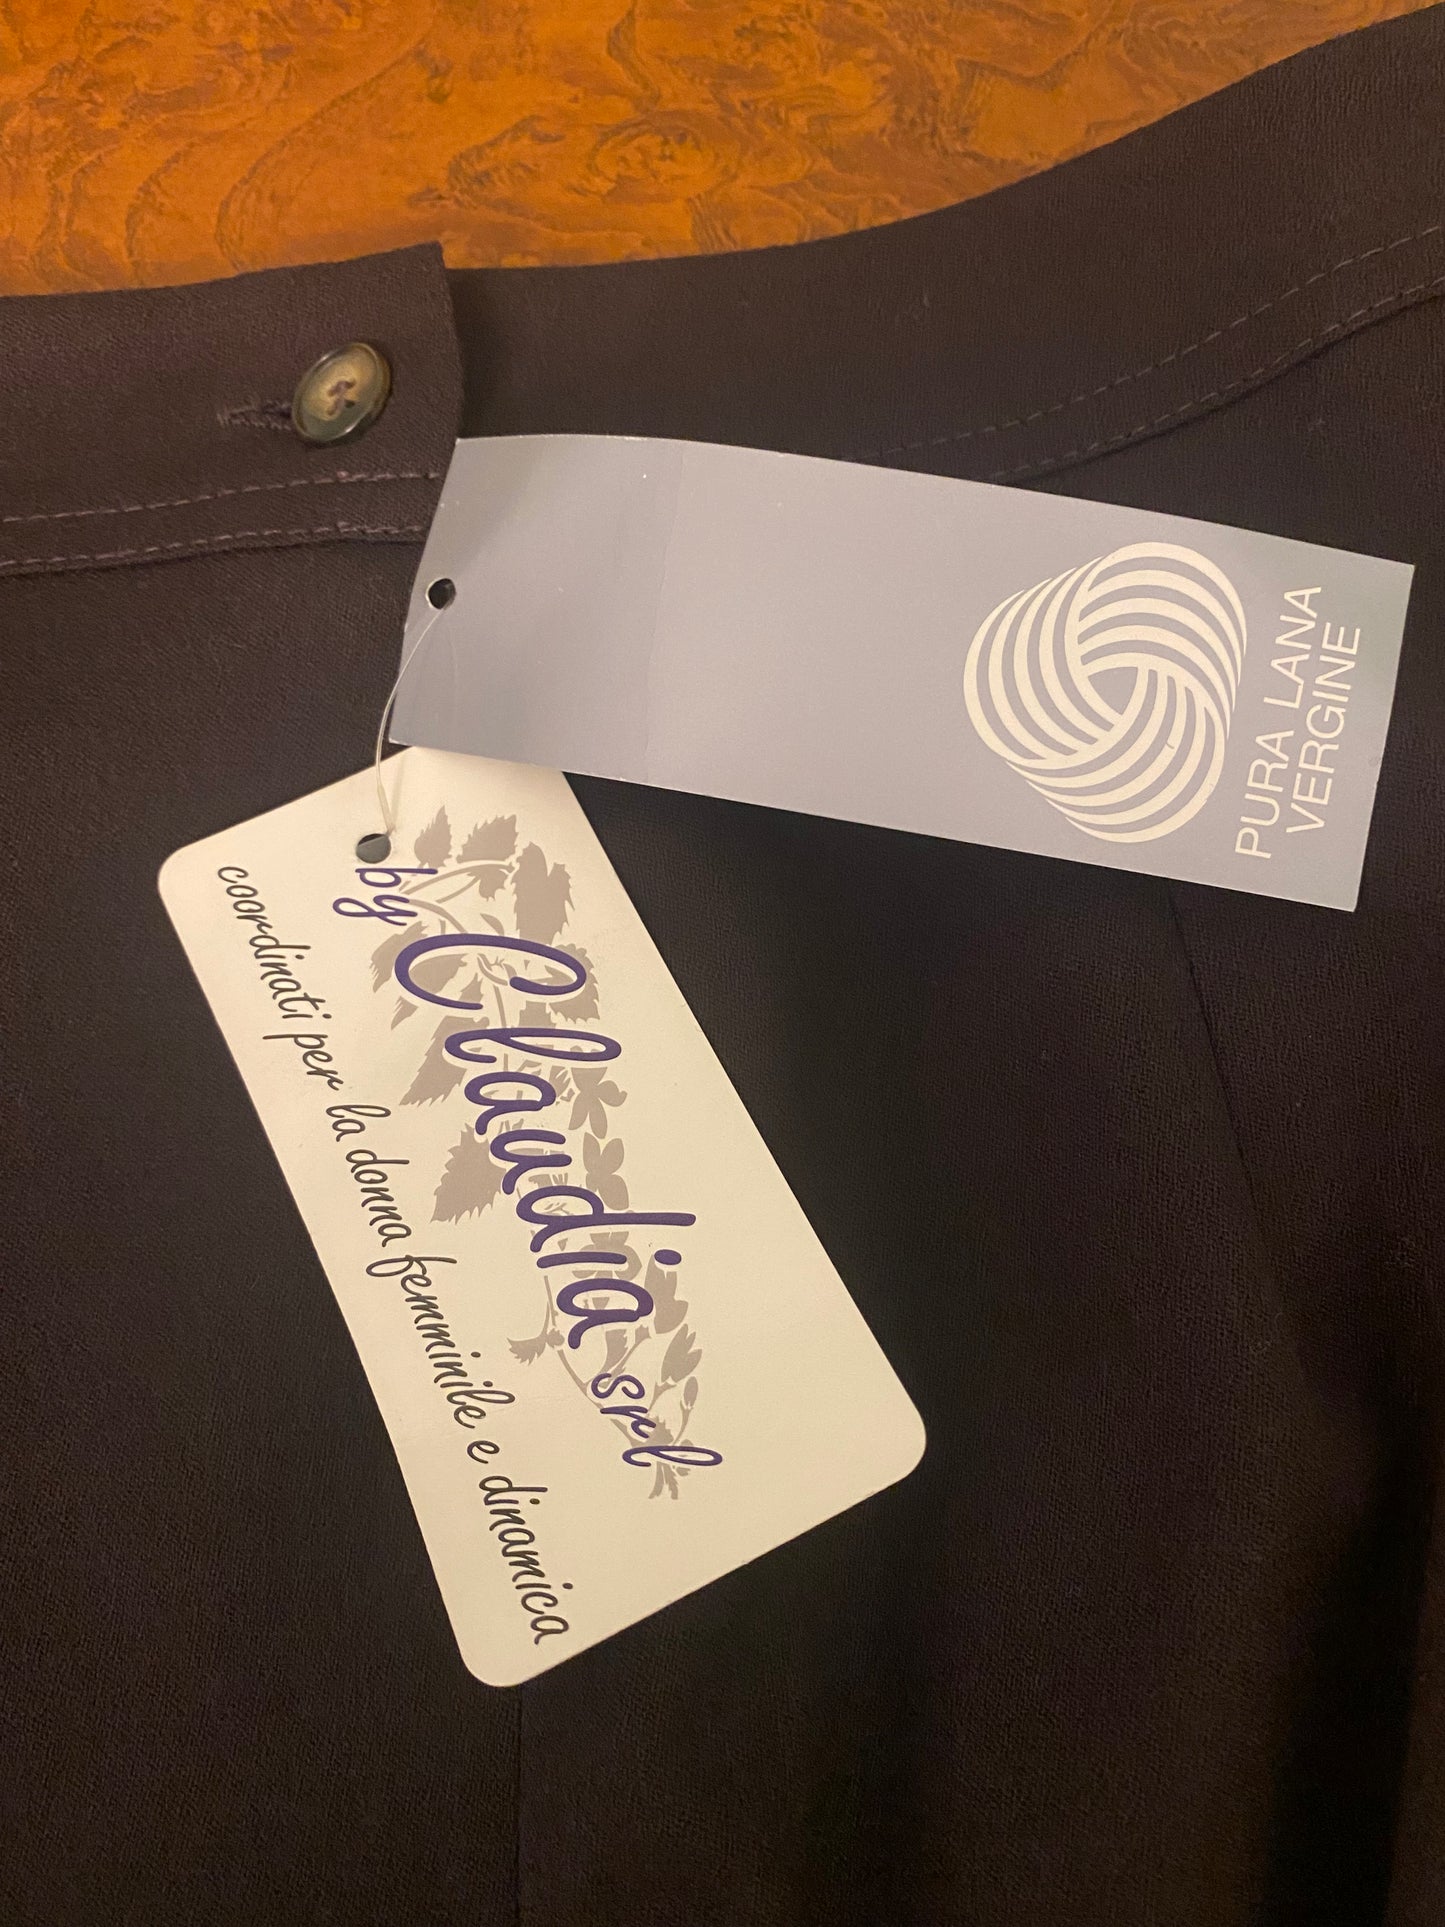 PURA LANA
VERGINE
by Claudia srl
coordinati per la donna femminile e dinamica